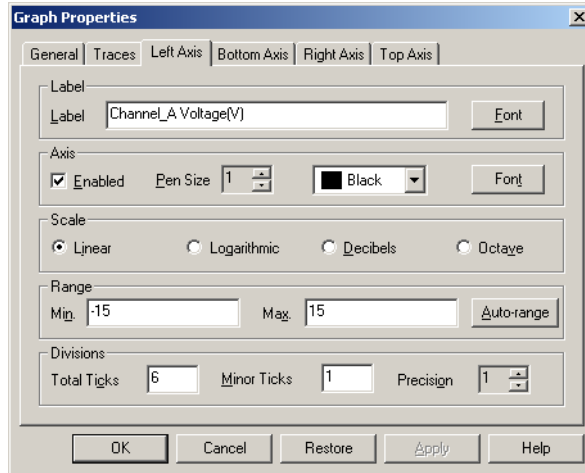 Graph Properties
General Traces Left Axis Bottom Axis Right Axis Top Axis
Label
Label Channel_A Voltage(V) Font
Axis
Enabled Pen Size 1 Black Font
Scale
Linear Logarithmic Decibels Octave
Range
Min. -15 Max. 15 Auto-range
Divisions
Total Ticks 6 Minor Ticks 1 Precision 1
OK Cancel Restore Apply Help